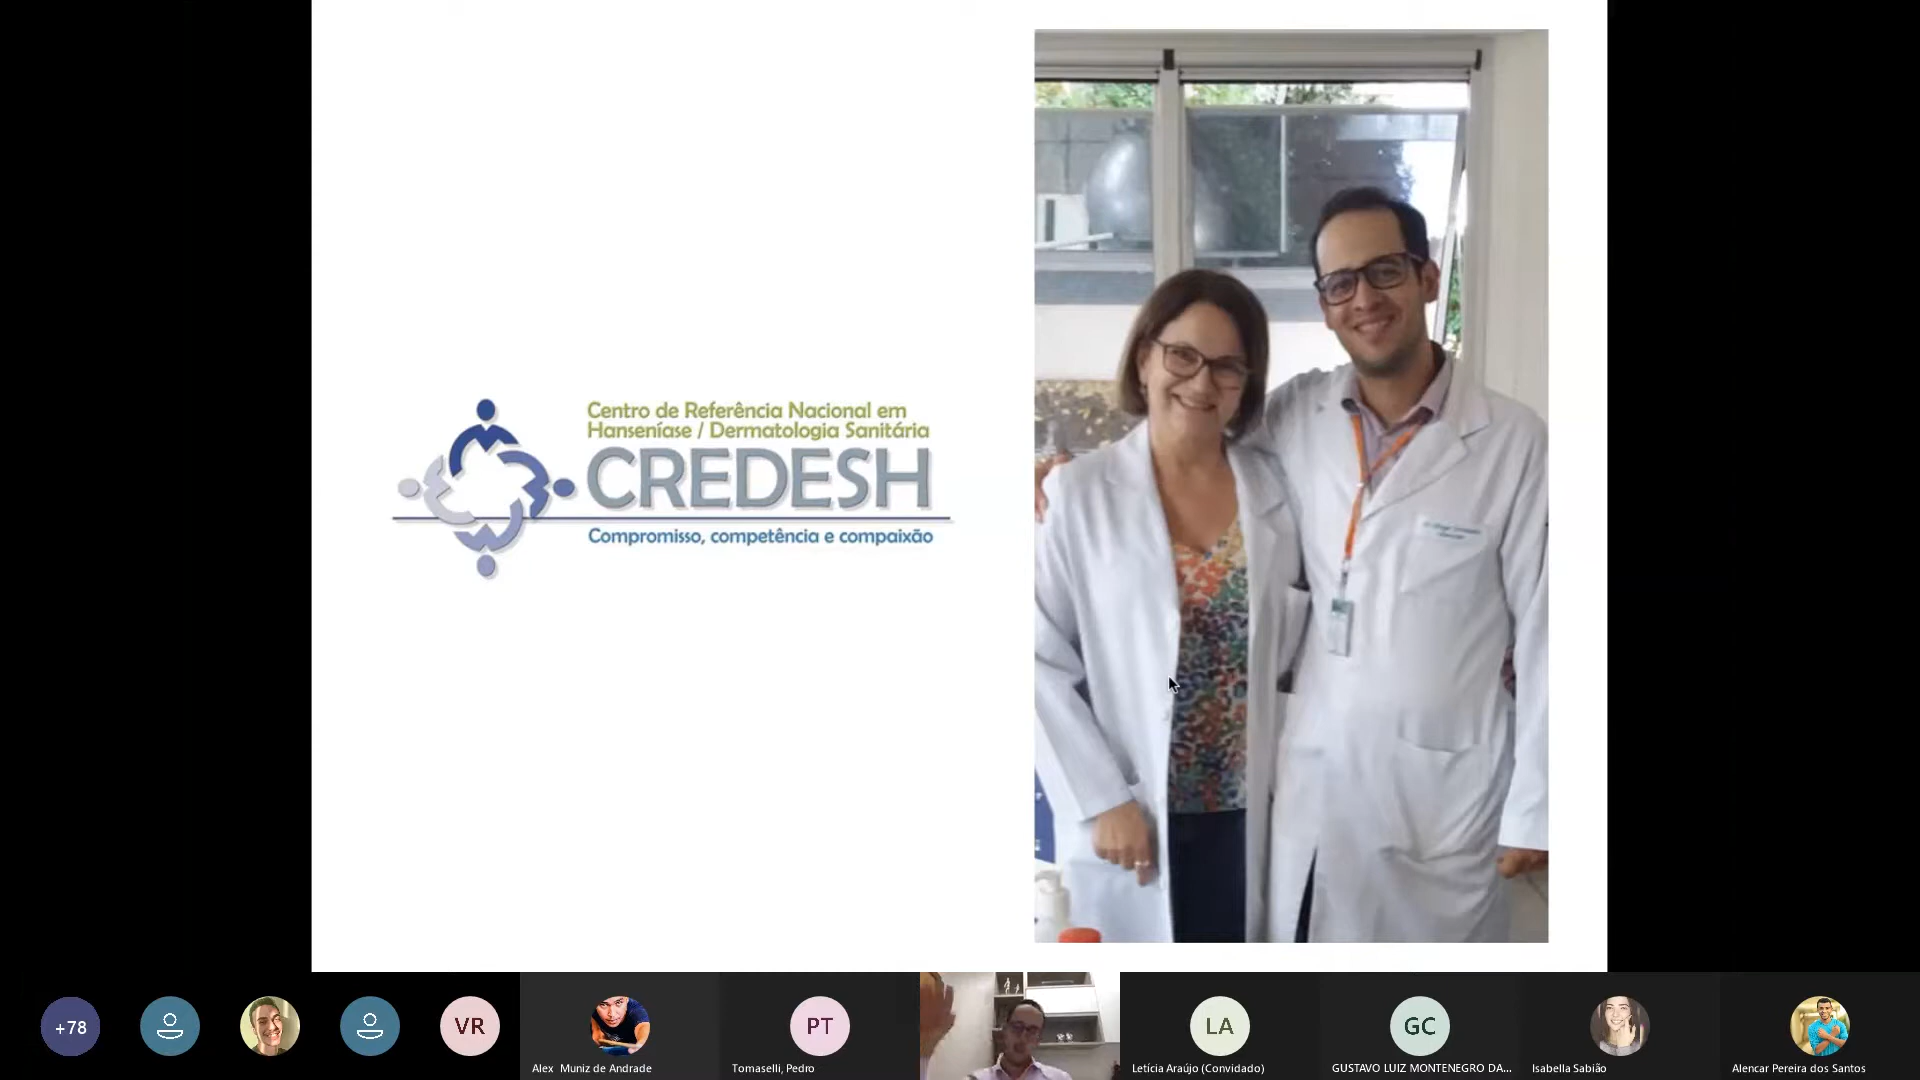 Centro de Referência Nacional em
Hanseníase / Dermatologia Sanitária
CREDESH
Compromisso, competência e compaixão
+78
VR
Alex Muniz de Andrade
PT
Tomaselli, Pedro
LA
Letícia Araújo (Convidado)
GC
GUSTAVO LUIZ MONTENEGRO DA...
Isabella Sabião
Alencar Pereira dos Santos